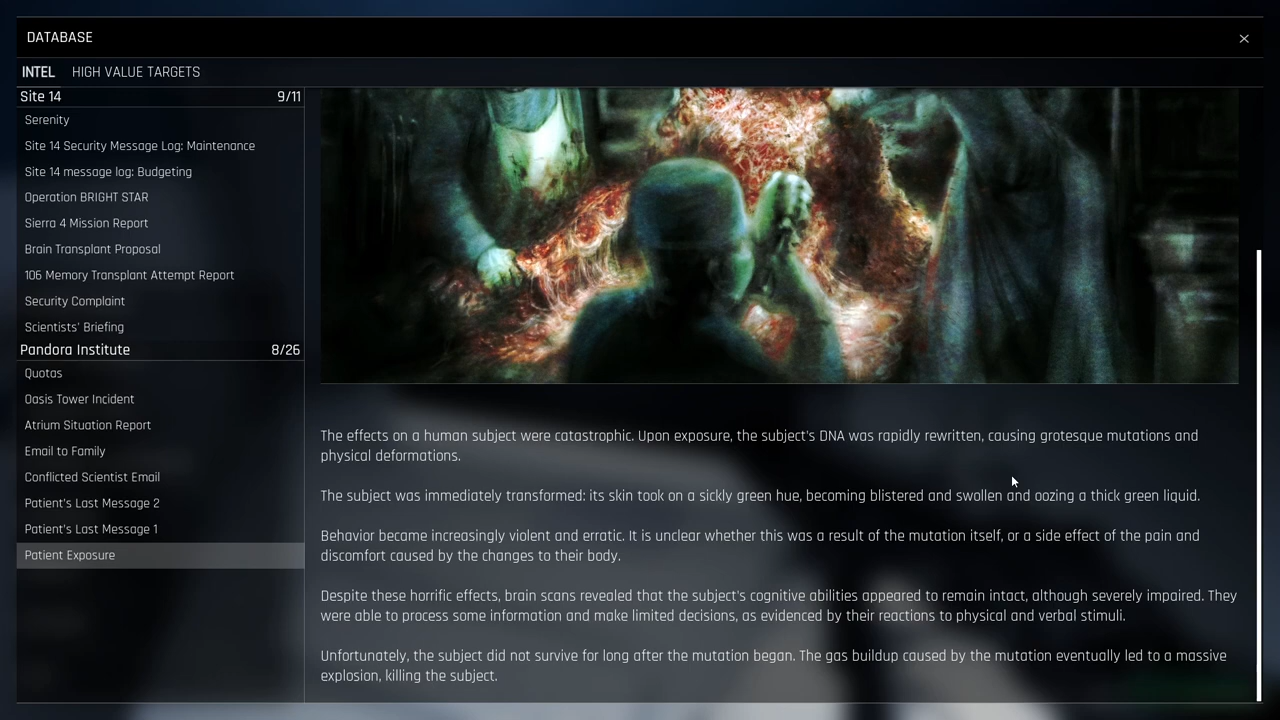 DATABASE
INTEL HIGH VALUE TARGETS
Site 14 9/11
Serenity
Site 14 Security Message Log: Maintenance
Site 14 message log: Budgeting
Operation BRIGHT STAR
Sierra 4 Mission Report
Brain Transplant Proposal
106 Memory Transplant Attempt Report
Security Complaint
Scientists' Briefing
Pandora Institute 8/26
Quotas
Oasis Tower Incident
Atrium Situation Report
Email to Family
Conflicted Scientist Email
Patient's Last Message 2
Patient's Last Message 1
Patient Exposure
The effects on a human subject were catastrophic. Upon exposure, the subject's DNA was rapidly rewritten, causing grotesque mutations and
physical deformations.
The subject was immediately transformed: its skin took on a sickly green hue, becoming blistered and swollen and oozing a thick green liquid.
Behavior became increasingly violent and erratic. It is unclear whether this was a result of the mutation itself, or a side effect of the pain and
discomfort caused by the changes to their body.
Despite these horrific effects, brain scans revealed that the subject's cognitive abilities appeared to remain intact, although severely impaired. They
were able to process some information and make limited decisions, as evidenced by their reactions to physical and verbal stimuli.
Unfortunately, the subject did not survive for long after the mutation began. The gas buildup caused by the mutation eventually led to a massive
explosion, killing the subject.